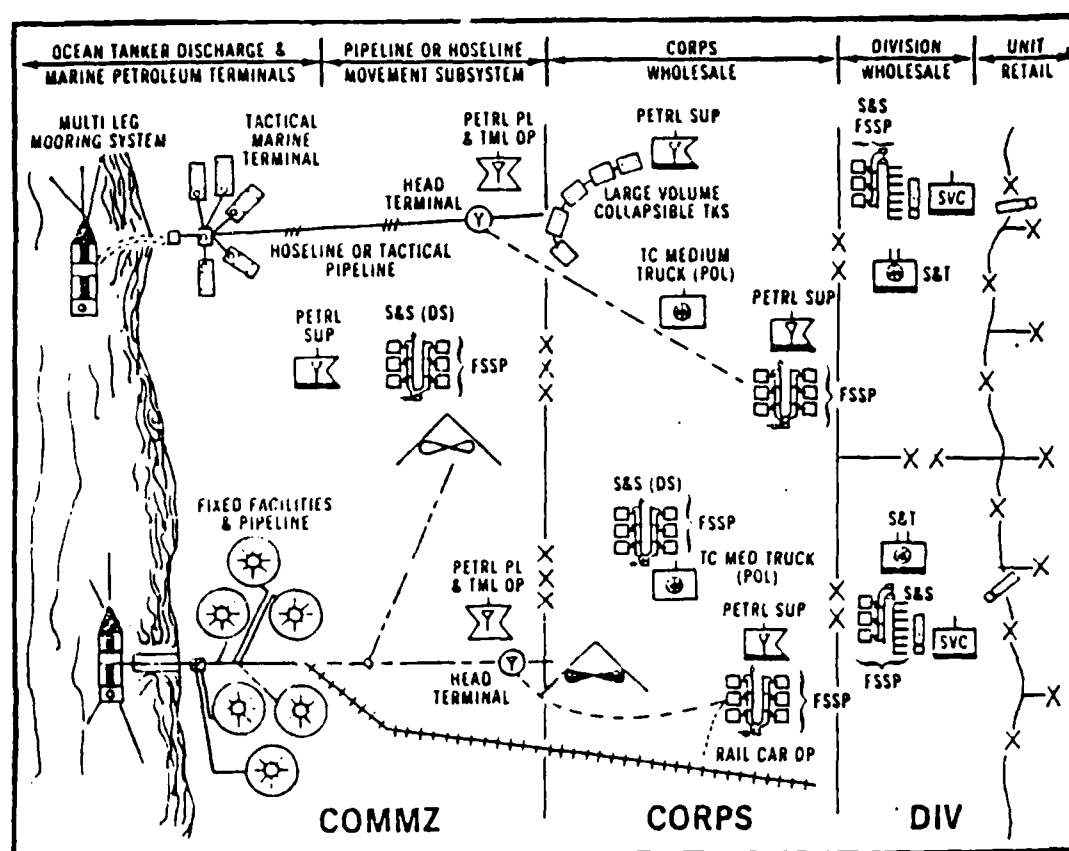 OCEAN TANKER DISCHARGE &
MARINE PETROLEUM TERMINALS
PIPELINE OR HOSELINE
MOVEMENT SUBSYSTEM
CORPS
WHOLESALE
DIVISION
WHOLESALE
UNIT
RETAIL
MULTI LEG
MOORING SYSTEM
TACTICAL
MARINE
TERMINAL
PETRL PL
& TML OP
Y
HEAD
TERMINAL
Y
HOSELINE OR TACTICAL
PIPELINE
PETRL SUP
Y
LARGE VOLUME
COLLAPSIBLE TKS
S&S
FSSP
SVC
S&T
TC MEDIUM
TRUCK (POL)
PETRL SUP
Y
FSSP
PETRL
SUP
Y
S&S (DS)
FSSP
FIXED FACILITIES
& PIPELINE
PETRL PL
& TML OP
Y
HEAD
TERMINAL
Y
S&S (DS)
FSSP
TC MED TRUCK
(POL)
PETRL SUP
Y
FSSP
RAIL CAR OP
S&T
S&S
SVC
FSSP
COMMZ
CORPS
DIV